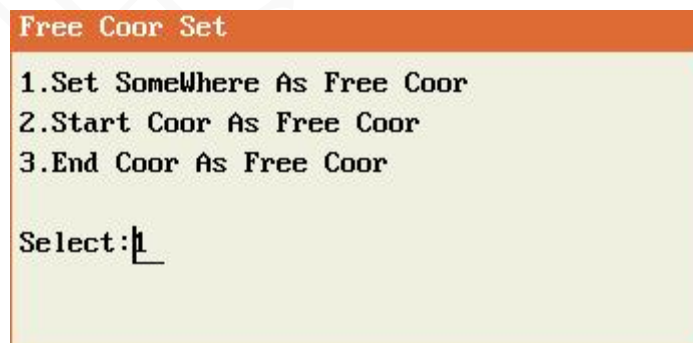 Free Coor Set
1.Set SomeWhere As Free Coor
2.Start Coor As Free Coor
3.End Coor As Free Coor
Select:1